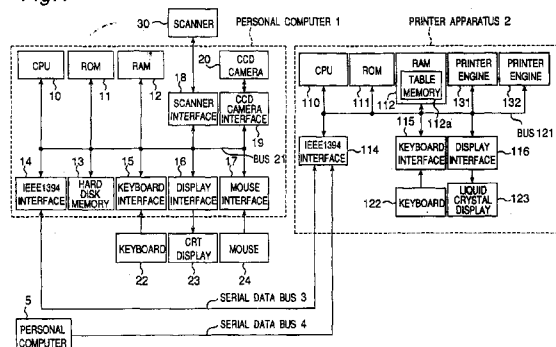 30
SCANNER
PERSONAL COMPUTER 1
PRINTER APPARATUS 2
CPU
ROM
RAM
20
CCD
CAMERA
10
11
12
18
SCANNER
INTERFACE
CCD
CAMERA
INTERFACE
19
BUS 21
14
13
15
16
17
IEEE1394
INTERFACE
HARD
DISK
MEMORY
KEYBOARD
INTERFACE
DISPLAY
INTERFACE
MOUSE
INTERFACE
KEYBOARD
CRT
DISPLAY
MOUSE
22
23
24
CPU
ROM
RAM
TABLE
MEMORY
PRINTER
ENGINE
PRINTER
ENGINE
110
111
112
112a
131
132
BUS 121
IEEE1394
INTERFACE
114
115
KEYBOARD
INTERFACE
DISPLAY
INTERFACE
116
122
KEYBOARD
LIQUID
CRYSTAL
DISPLAY
123
SERIAL DATA BUS 3
5
SERIAL DATA BUS 4
PERSONAL
COMPUTER